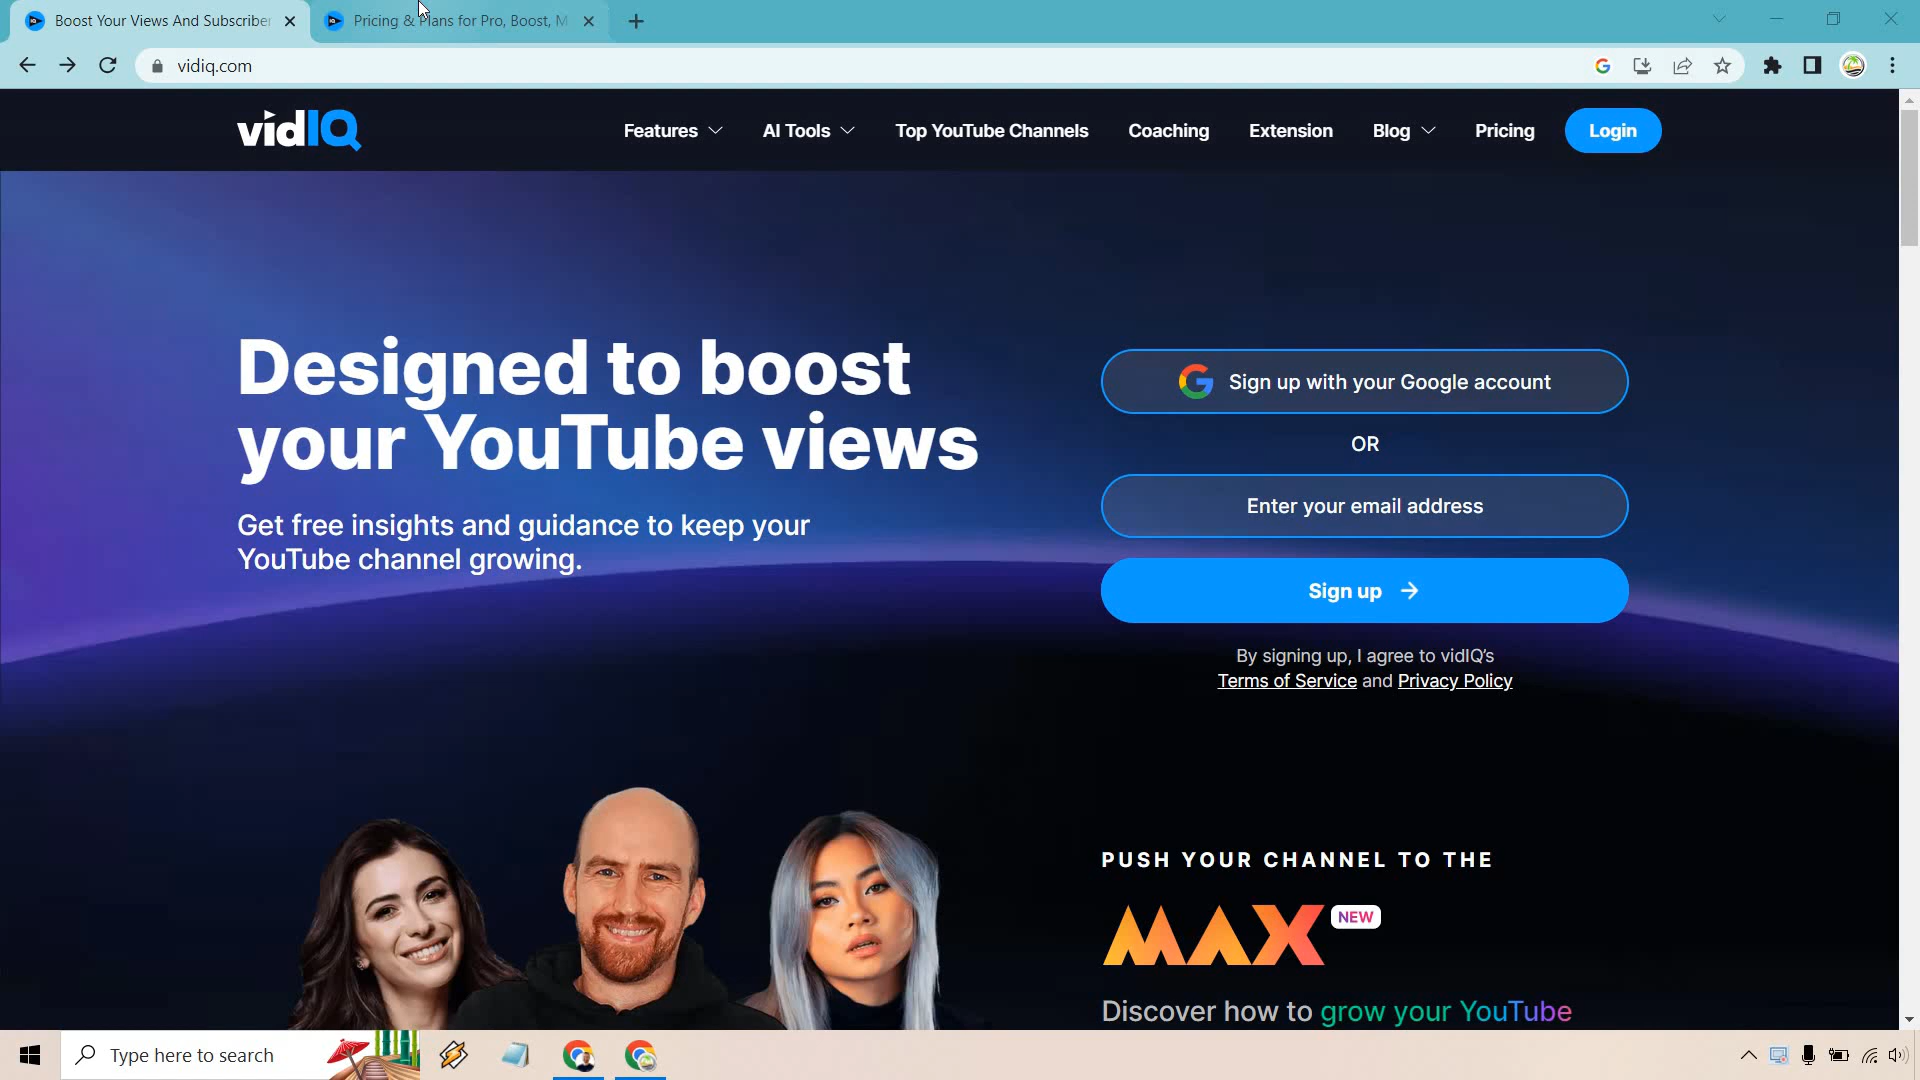 Boost Your Views And Subscriber
Pricing & Plans for Pro, Boost, M
vidiq.com
vidIQ
Features
AI Tools
Top YouTube Channels
Coaching
Extension
Blog
Pricing
Login
Designed to boost
your YouTube views
Get free insights and guidance to keep your
YouTube channel growing.
Sign up with your Google account
OR
Enter your email address
Sign up
By signing up, I agree to vidIQ's
Terms of Service and Privacy Policy
PUSH YOUR CHANNEL TO THE
MAX NEW
Discover how to grow your YouTube
Type here to search